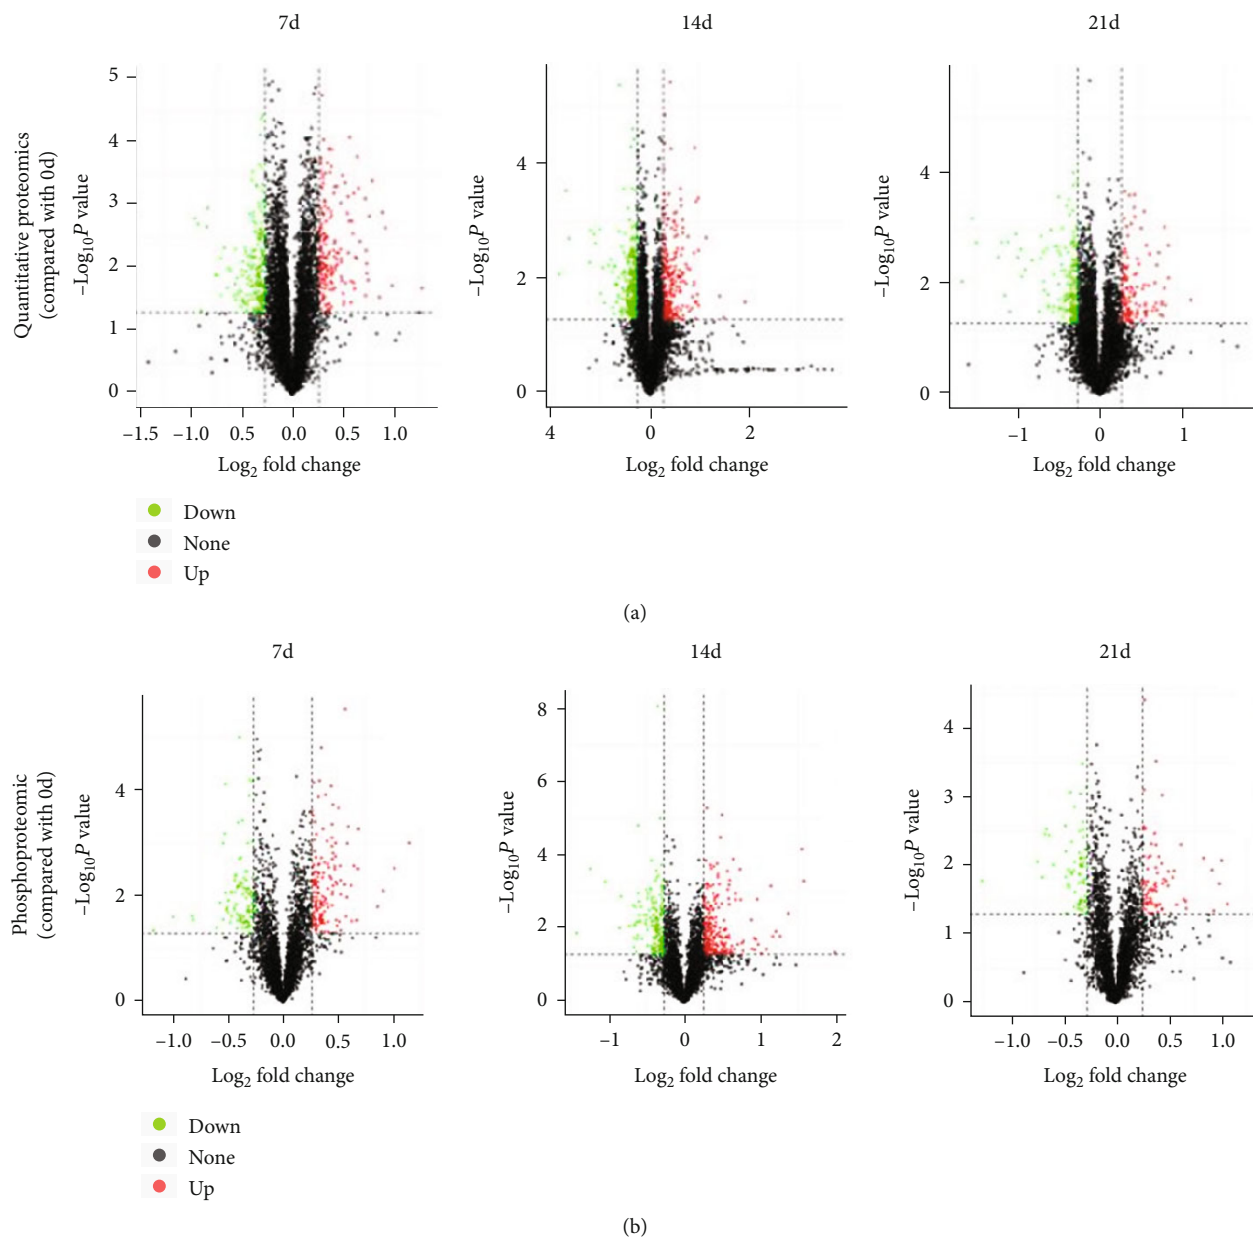 7d
14d
21d
Quantitative proteomics
(compared with 0d)
–Log10P value
5
4
3
2
1
0
–1.5 –1.0 0.5 0.0 0.5 1.0
Log2 fold change
–Log10P value
4
2
0
4 0 2
Log2 fold change
–Log10P value
4
2
0
–1 0 1
Log2 fold change
Down
None
Up
(a)
7d
14d
21d
Phosphoproteomic
(compared with 0d)
–Log10P value
4
2
0
–1.0 –0.5 0.0 0.5 1.0
Log2 fold change
–Log10P value
8
6
4
2
0
–1 0 1 2
Log2 fold change
–Log10P value
4
3
2
1
0
–1.0 –0.5 0.0 0.5 1.0
Log2 fold change
Down
None
Up
(b)